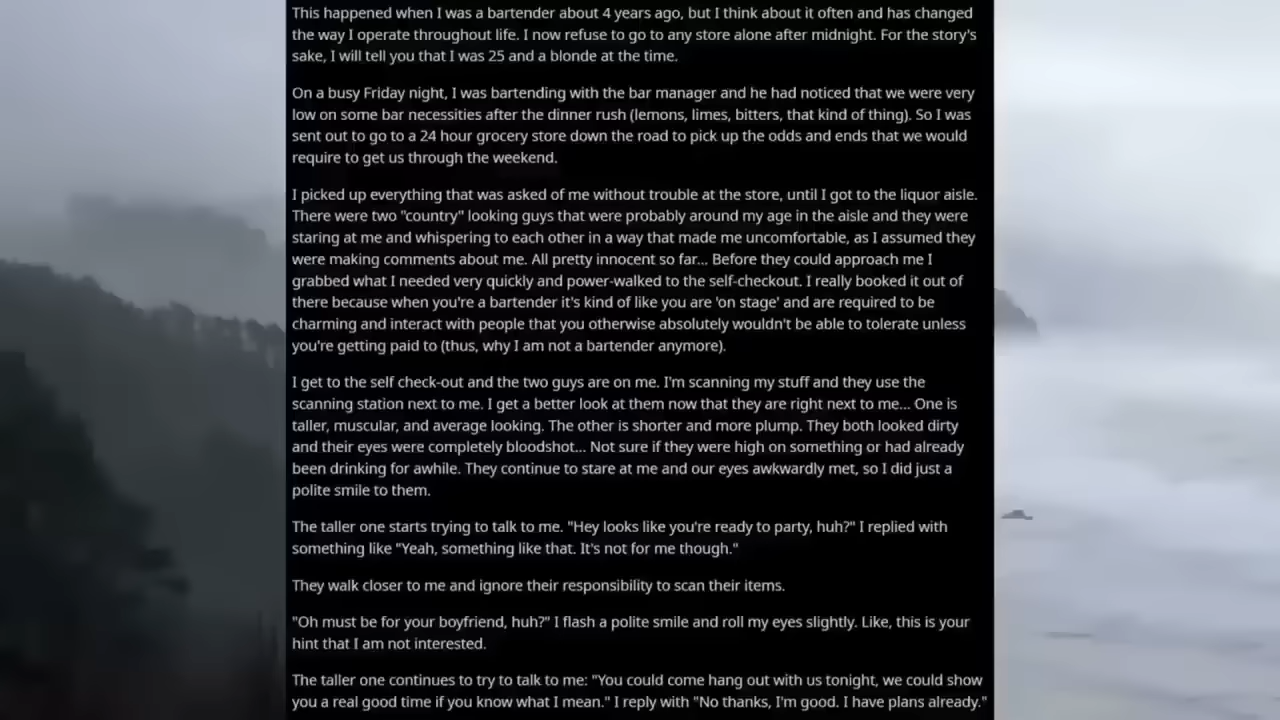 This happened when I was a bartender about 4 years ago, but I think about it often and has changed
the way I operate throughout life. I now refuse to go to any store alone after midnight. For the story's
sake, I will tell you that I was 25 and a blonde at the time.
On a busy Friday night, I was bartending with the bar manager and he had noticed that we were very
low on some bar necessities after the dinner rush (lemons, limes, bitters, that kind of thing). So I was
sent out to go to a 24 hour grocery store down the road to pick up the odds and ends that we would
require to get us through the weekend.
I picked up everything that was asked of me without trouble at the store, until I got to the liquor aisle.
There were two "country" looking guys that were probably around my age in the aisle and they were
staring at me and whispering to each other in a way that made me uncomfortable, as I assumed they
were making comments about me. All pretty innocent so far... Before they could approach me I
grabbed what I needed very quickly and power-walked to the self-checkout. I really booked it out of
there because when you're a bartender it's kind of like you are 'on stage' and are required to be
charming and interact with people that you otherwise absolutely wouldn't be able to tolerate unless
you're getting paid to (thus, why I am not a bartender anymore).
I get to the self check-out and the two guys are on me. I'm scanning my stuff and they use the
scanning station next to me. I get a better look at them now that they are right next to me... One is
taller, muscular, and average looking. The other is shorter and more plump. They both looked dirty
and their eyes were completely bloodshot... Not sure if they were high on something or had already
been drinking for awhile. They continue to stare at me and our eyes awkwardly met, so I did just a
polite smile to them.
The taller one starts trying to talk to me. "Hey looks like you're ready to party, huh?" I replied with
something like "Yeah, something like that. It's not for me though."
They walk closer to me and ignore their responsibility to scan their items.
"Oh must be for your boyfriend, huh?" I flash a polite smile and roll my eyes slightly. Like, this is your
hint that I am not interested.
The taller one continues to try to talk to me: "You could come hang out with us tonight, we could show
you a real good time if you know what I mean." I reply with "No thanks, I'm good. I have plans already."